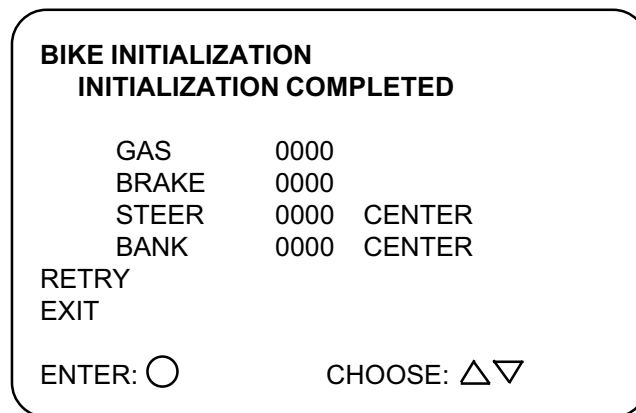 BIKE INITIALIZATION
INITIALIZATION COMPLETED
GAS 0000
BRAKE 0000
STEER 0000 CENTER
BANK 0000 CENTER
RETRY
EXIT
ENTER: ○ CHOOSE: △▽